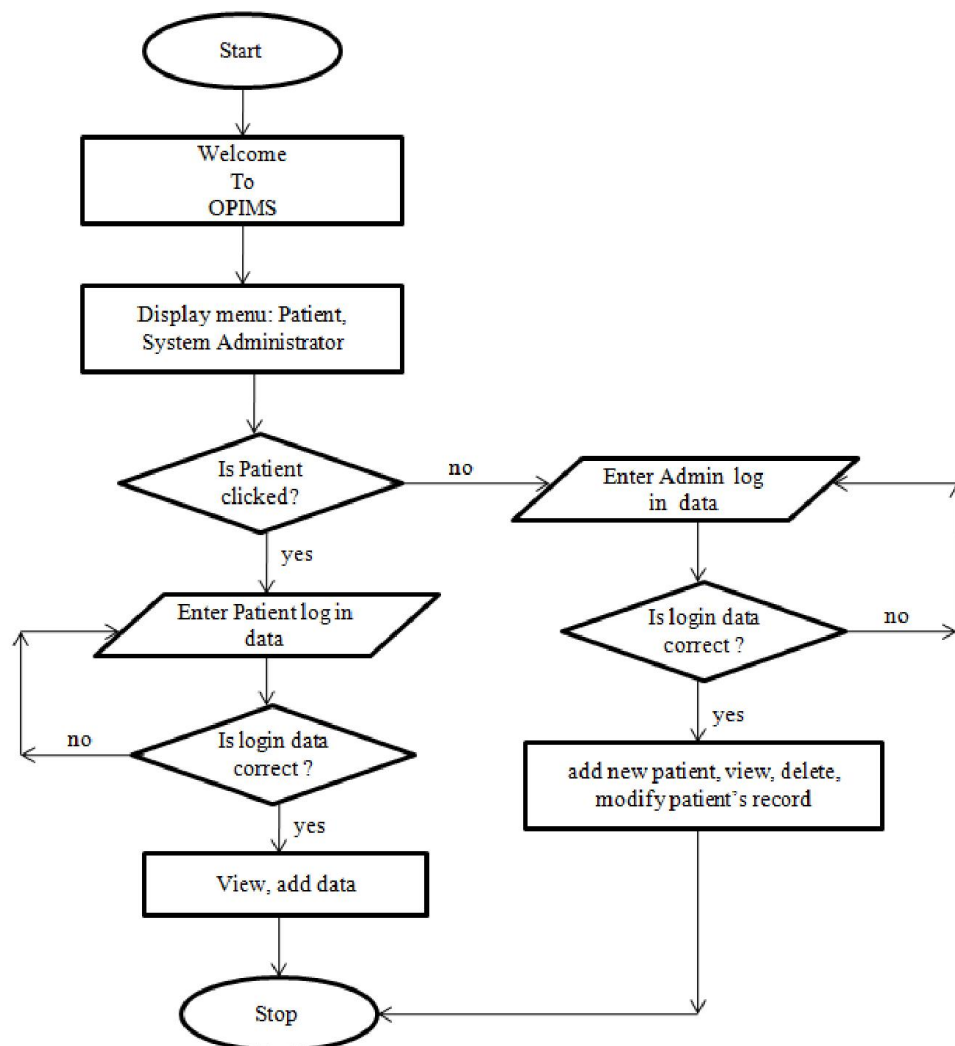 Start
Welcome
To
OPIMS
Display menu: Patient,
System Administrator
Is Patient
clicked?
no
Enter Admin log
in data
yes
Enter Patient log in
data
Is login data
correct ?
no
Is login data
correct ?
no
yes
add new patient, view, delete,
modify patient’s record
yes
View, add data
Stop